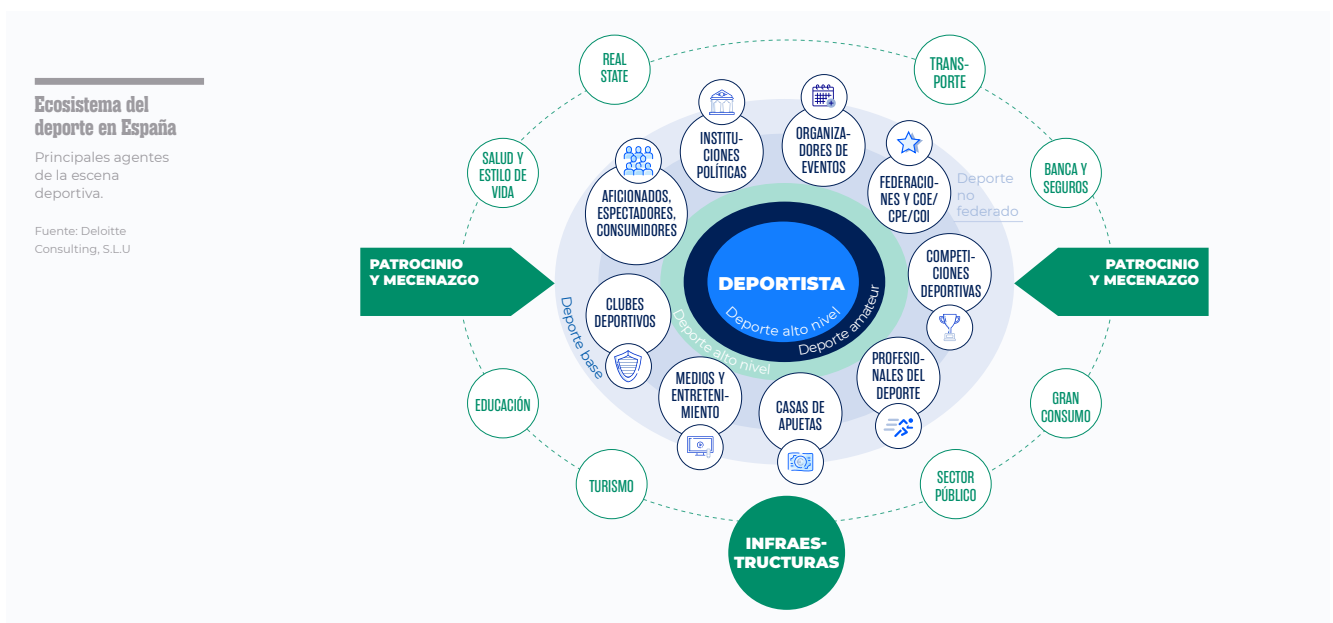 Ecosistema del
deporte en España
Principales agentes
de la escena
deportiva.
Fuente: Deloitte
Consulting, S.L.U
REAL
STATE
TRANS-
PORTE
SALUD Y
ESTILO DE
VIDA
BANCA Y
SEGUROS
INSTITU-
CIONES
POLÍTICAS
ORGANIZA-
DORES DE
EVENTOS
FEDERACIO-
NES Y COE/
CPE/COI
Deporte
no
federado
AFICIONADOS,
ESPECTADORES,
CONSUMIDORES
COMPETI-
CIONES
DEPORTIVAS
PATROCINIO
Y MECENAZGO
DEPORTISTA
Deporte alto nivel
Deporte amateur
Deporte alto nivel
Deporte base
PATROCINIO
Y MECENAZGO
CLUBES
DEPORTIVOS
MEDIOS Y
ENTRETENI-
MIENTO
CASAS DE
APUETAS
PROFESIO-
NALES DEL
DEPORTE
EDUCACIÓN
GRAN
CONSUMO
TURISMO
SECTOR
PÚBLICO
INFRAES-
TRUCTURAS